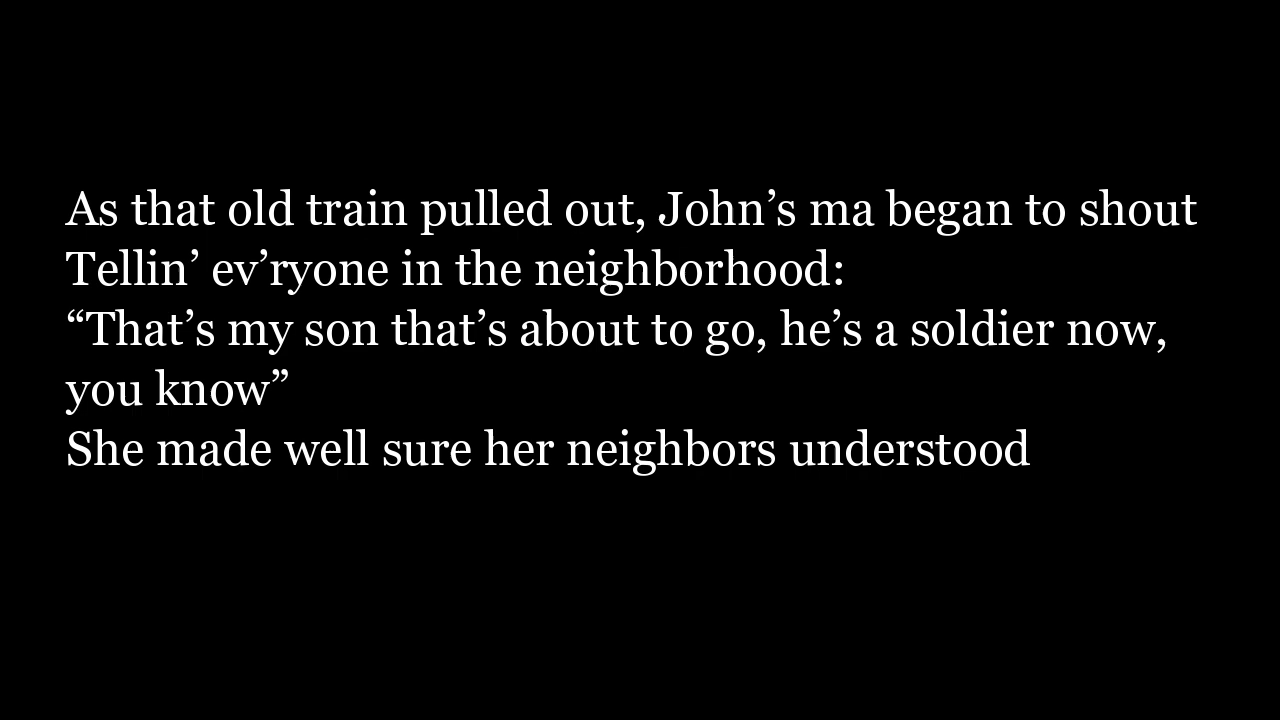 As that old train pulled out, John’s ma began to shout
Tellin’ ev’ryone in the neighborhood:
“That’s my son that’s about to go, he’s a soldier now,
you know”
She made well sure her neighbors understood